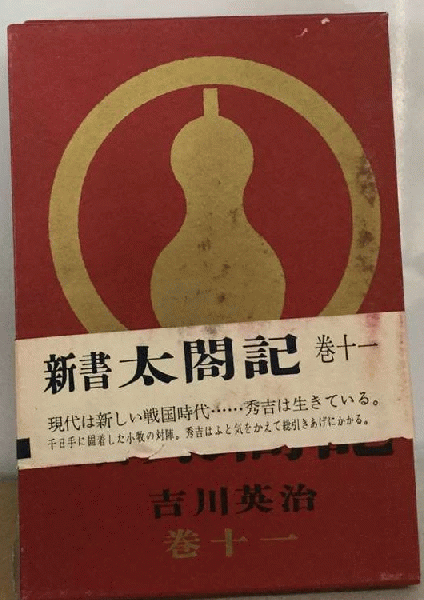 新書太閤記 巻十一
現代は新しい戦国時代……秀吉は生きている。
千日手に固着した小牧の対陣。秀吉はふと気をかえて総引きあげにかかる。
吉川英治
巻十一